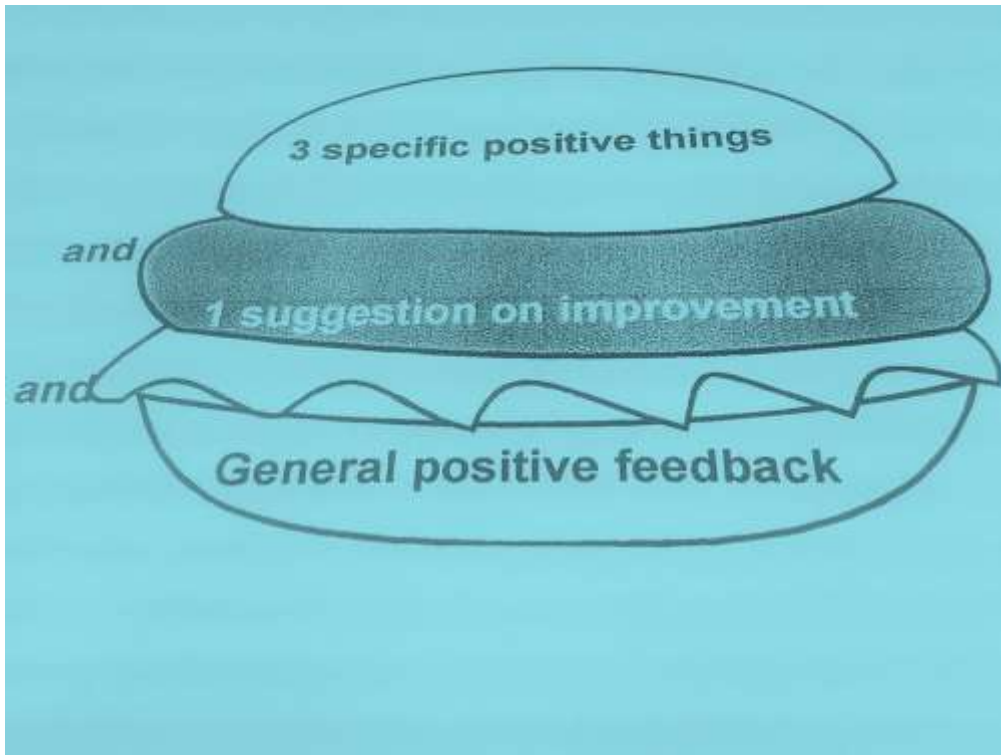 3 specific positive things
and
1 suggestion on improvement
and
General positive feedback